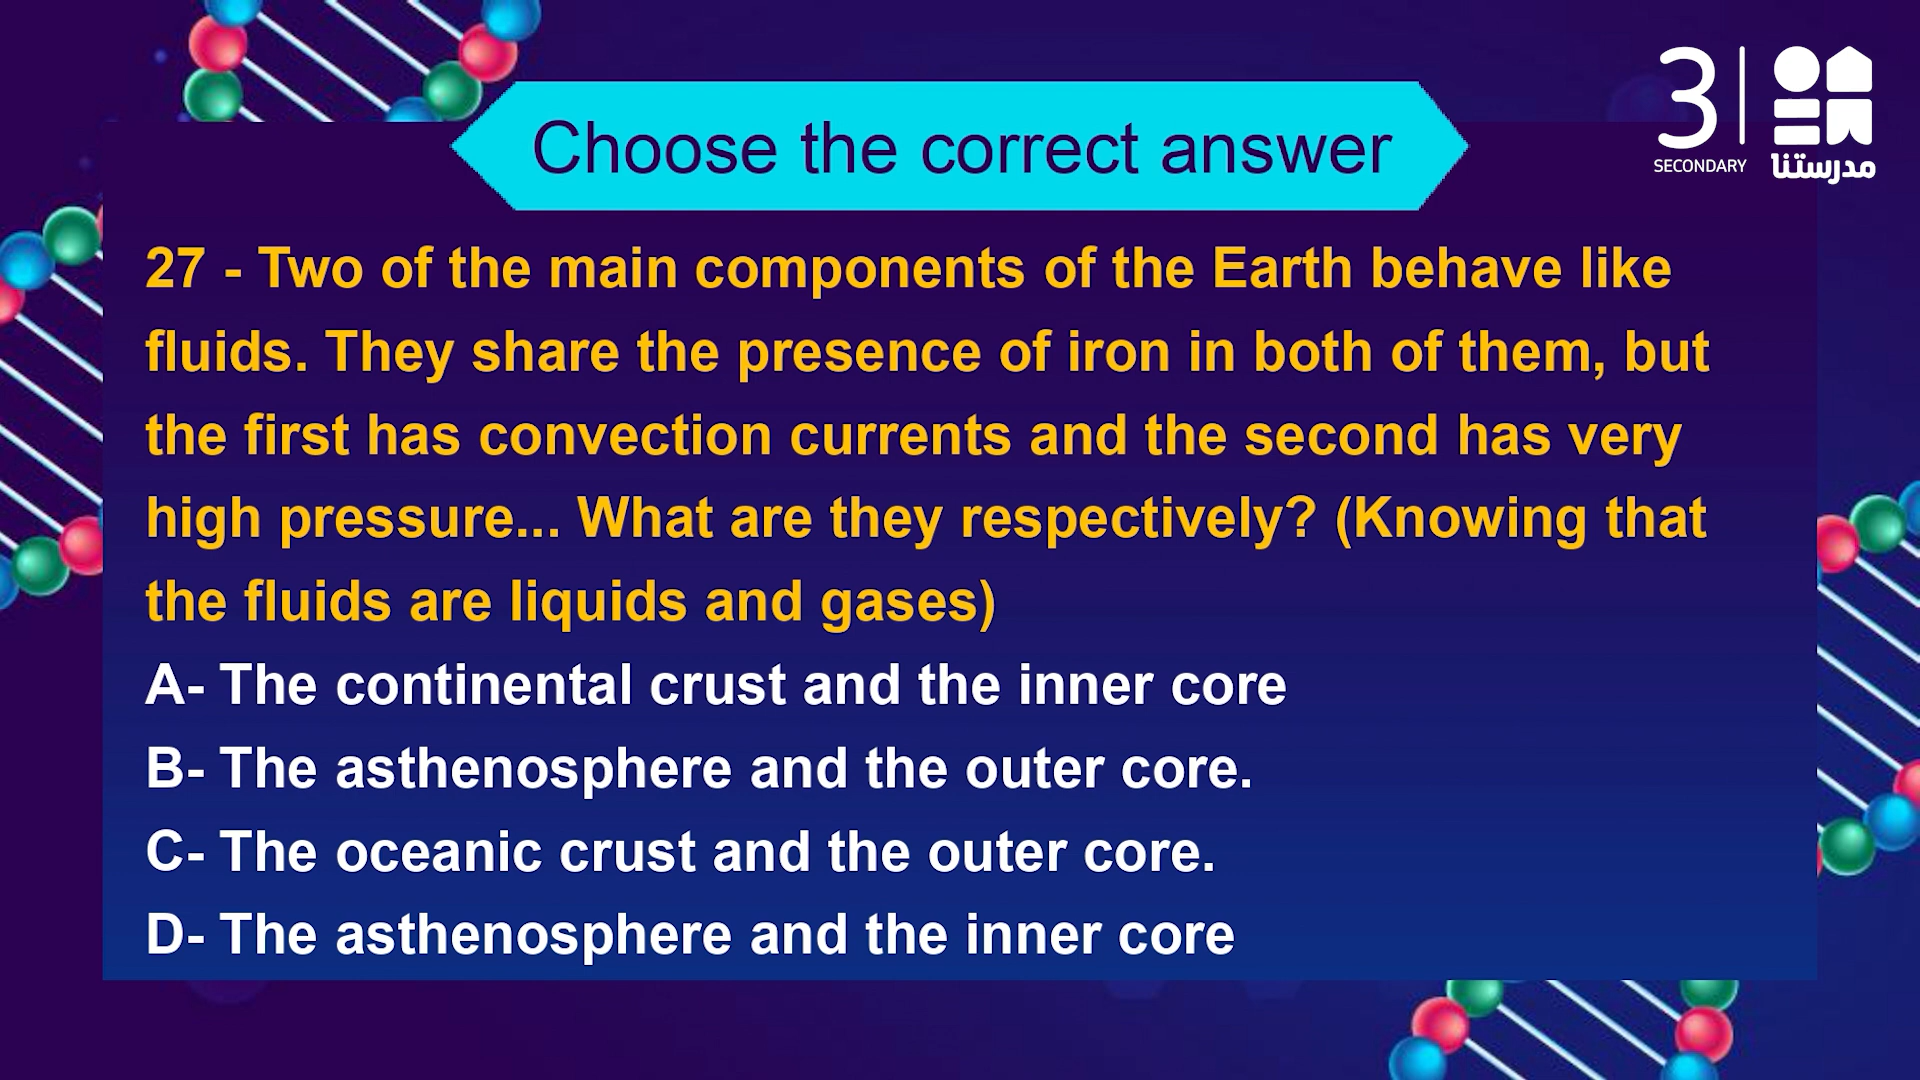 3
SECONDARY
مدرستنا
Choose the correct answer
27 - Two of the main components of the Earth behave like
fluids. They share the presence of iron in both of them, but
the first has convection currents and the second has very
high pressure... What are they respectively? (Knowing that
the fluids are liquids and gases)
A- The continental crust and the inner core
B- The asthenosphere and the outer core.
C- The oceanic crust and the outer core.
D- The asthenosphere and the inner core